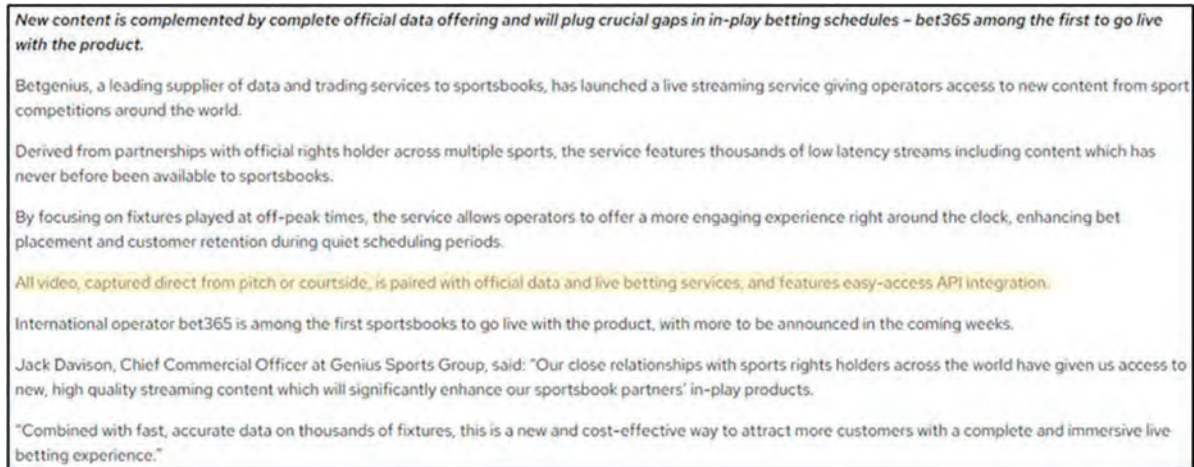 New content is complemented by complete official data offering and will plug crucial gaps in in-play betting schedules – bet365 among the first to go live
with the product.
Betgenius, a leading supplier of data and trading services to sportsbooks, has launched a live streaming service giving operators access to new content from sport
competitions around the world.
Derived from partnerships with official rights holder across multiple sports, the service features thousands of low latency streams including content which has
never before been available to sportsbooks.
By focusing on fixtures played at off-peak times, the service allows operators to offer a more engaging experience right around the clock, enhancing bet
placement and customer retention during quiet scheduling periods.
All video, captured direct from pitch or courtside, is paired with official data and live betting services, and features easy-access API integration.
International operator bet365 is among the first sportsbooks to go live with the product, with more to be announced in the coming weeks.
Jack Davison, Chief Commercial Officer at Genius Sports Group, said: "Our close relationships with sports rights holders across the world have given us access to
new, high quality streaming content which will significantly enhance our sportsbook partners' in-play products.
"Combined with fast, accurate data on thousands of fixtures, this is a new and cost-effective way to attract more customers with a complete and immersive live
betting experience."